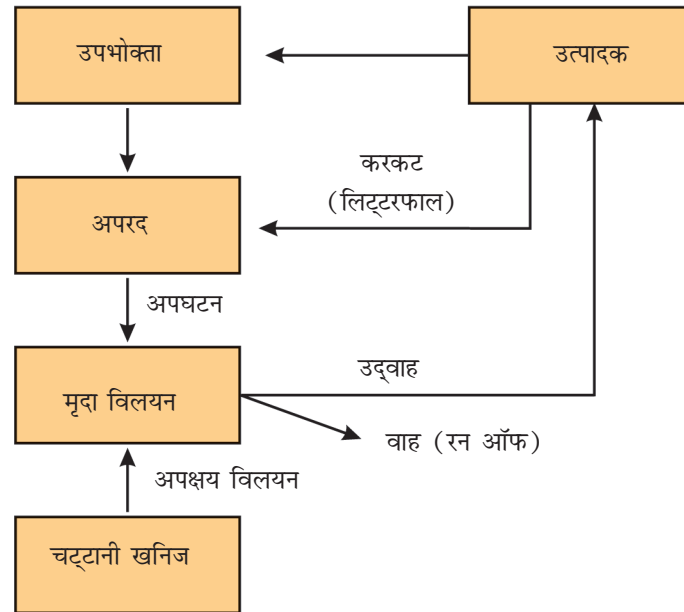 उपभोक्ता
उत्पादक
करकट
(लिट्टरफाल)
अपरद
अपघटन
उद्वाह
मृदा विलयन
वाह (रन ऑफ)
अपक्षय विलयन
चट्टानी खनिज